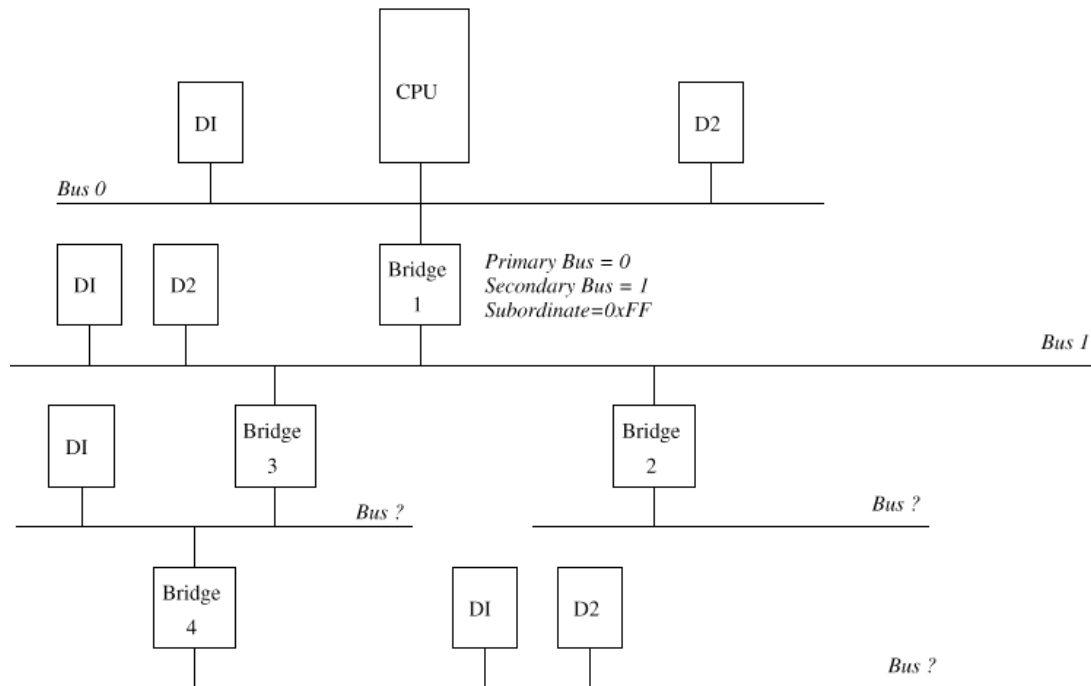 CPU
DI
D2
Bus 0
DI
D2
Bridge
1
Primary Bus = 0
Secondary Bus = 1
Subordinate=0xFF
Bus 1
DI
Bridge
3
Bridge
2
Bus ?
Bus ?
Bridge
4
DI
D2
Bus ?